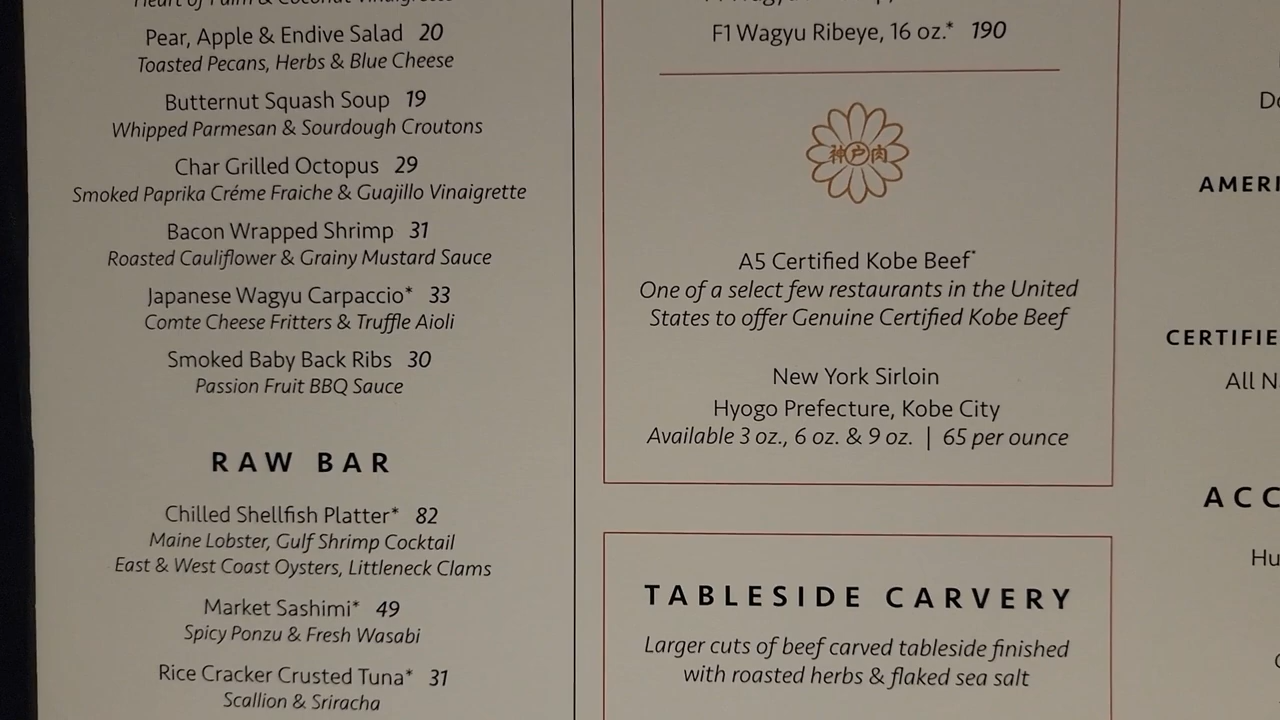 Pear, Apple & Endive Salad 20
Toasted Pecans, Herbs & Blue Cheese
Butternut Squash Soup 19
Whipped Parmesan & Sourdough Croutons
Char Grilled Octopus 29
Smoked Paprika Créme Fraiche & Guajillo Vinaigrette
Bacon Wrapped Shrimp 31
Roasted Cauliflower & Grainy Mustard Sauce
Japanese Wagyu Carpaccio* 33
Comte Cheese Fritters & Truffle Aioli
Smoked Baby Back Ribs 30
Passion Fruit BBQ Sauce
RAW BAR
Chilled Shellfish Platter* 82
Maine Lobster, Gulf Shrimp Cocktail
East & West Coast Oysters, Littleneck Clams
Market Sashimi* 49
Spicy Ponzu & Fresh Wasabi
Rice Cracker Crusted Tuna* 31
Scallion & Sriracha
F1 Wagyu Ribeye, 16 oz.* 190
神戸肉
A5 Certified Kobe Beef*
One of a select few restaurants in the United
States to offer Genuine Certified Kobe Beef
New York Sirloin
Hyogo Prefecture, Kobe City
Available 3 oz., 6 oz. & 9 oz. | 65 per ounce
TABLESIDE CARVERY
Larger cuts of beef carved tableside finished
with roasted herbs & flaked sea salt
All N